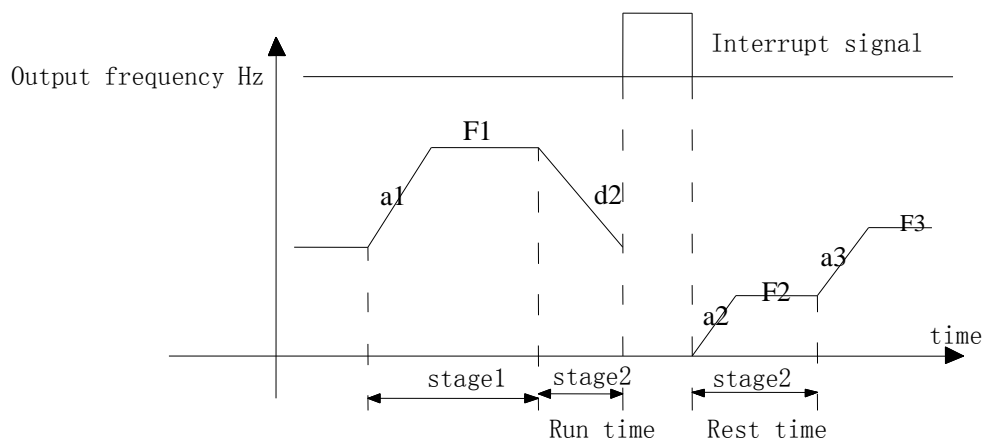 Interrupt signal
Output frequency Hz
F1
a1
d2
F3
a3
F2
a2
time
stage1
stage2
stage2
Run time
Rest time